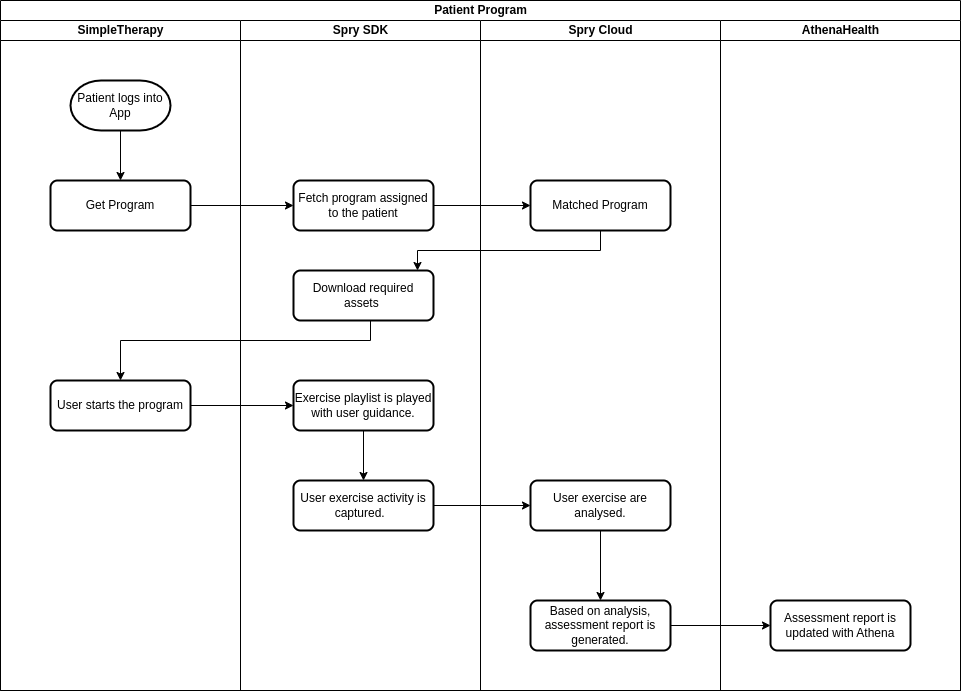 Patient Program
SimpleTherapy
Spry SDK
Spry Cloud
AthenaHealth
Patient logs into
App
Get Program
Fetch program assigned
to the patient
Matched Program
Download required
assets
User starts the program
Exercise playlist is played
with user guidance.
User exercise activity is
captured.
User exercise are
analysed.
Based on analysis,
assessment report is
generated.
Assessment report is
updated with Athena